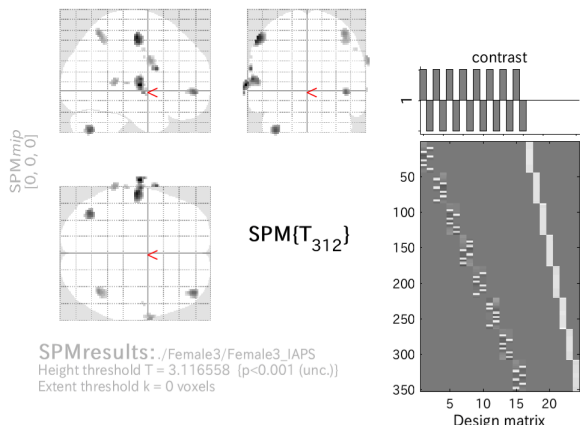 SPMmip
[0, 0, 0]
<
<
<
SPM{T312}
SPMresults: ./Female3/Female3_IAPS
Height threshold T = 3.116558 {p<0.001 (unc.)}
Extent threshold k = 0 voxels
contrast
1
50
100
150
200
250
300
350
5 10 15 20 25
Design matrix